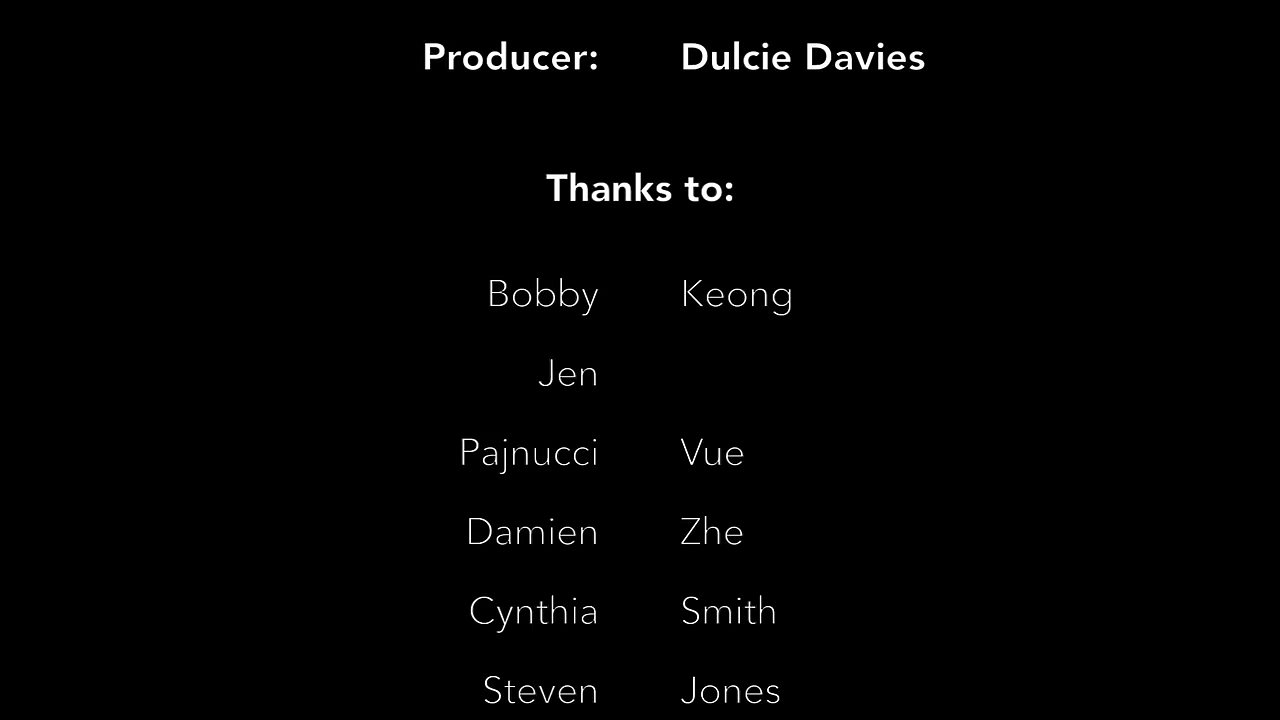 Producer: Dulcie Davies
Thanks to:
Bobby Keong
Jen
Pajnucci Vue
Damien Zhe
Cynthia Smith
Steven Jones